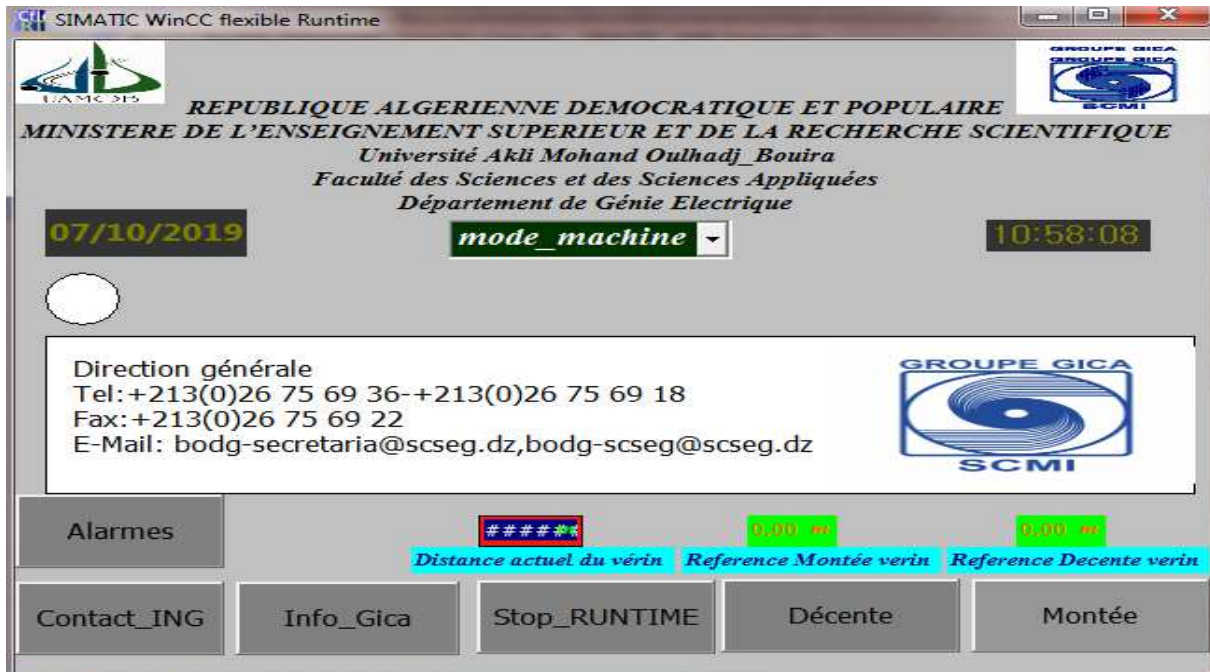 SIMATIC WinCC flexible Runtime
UAMOB
GROUPE GICA
GROUPE GICA
SCMI
REPUBLIQUE ALGERIENNE DEMOCRATIQUE ET POPULAIRE
MINISTERE DE L'ENSEIGNEMENT SUPERIEUR ET DE LA RECHERCHE SCIENTIFIQUE
Université Akli Mohand Oulhadj_Bouira
Faculté des Sciences et des Sciences Appliquées
Département de Génie Electrique
07/10/2019
mode_machine
10:58:08
Direction générale
Tel:+213(0)26 75 69 36-+213(0)26 75 69 18
Fax:+213(0)26 75 69 22
E-Mail: bodg-secretaria@scseg.dz,bodg-scseg@scseg.dz
GROUPE GICA
SCMI
Alarmes
######
0,00 m
0,00 m
Distance actuel du vérin
Reference Montée verin
Reference Decente verin
Contact_ING
Info_Gica
Stop_RUNTIME
Décente
Montée